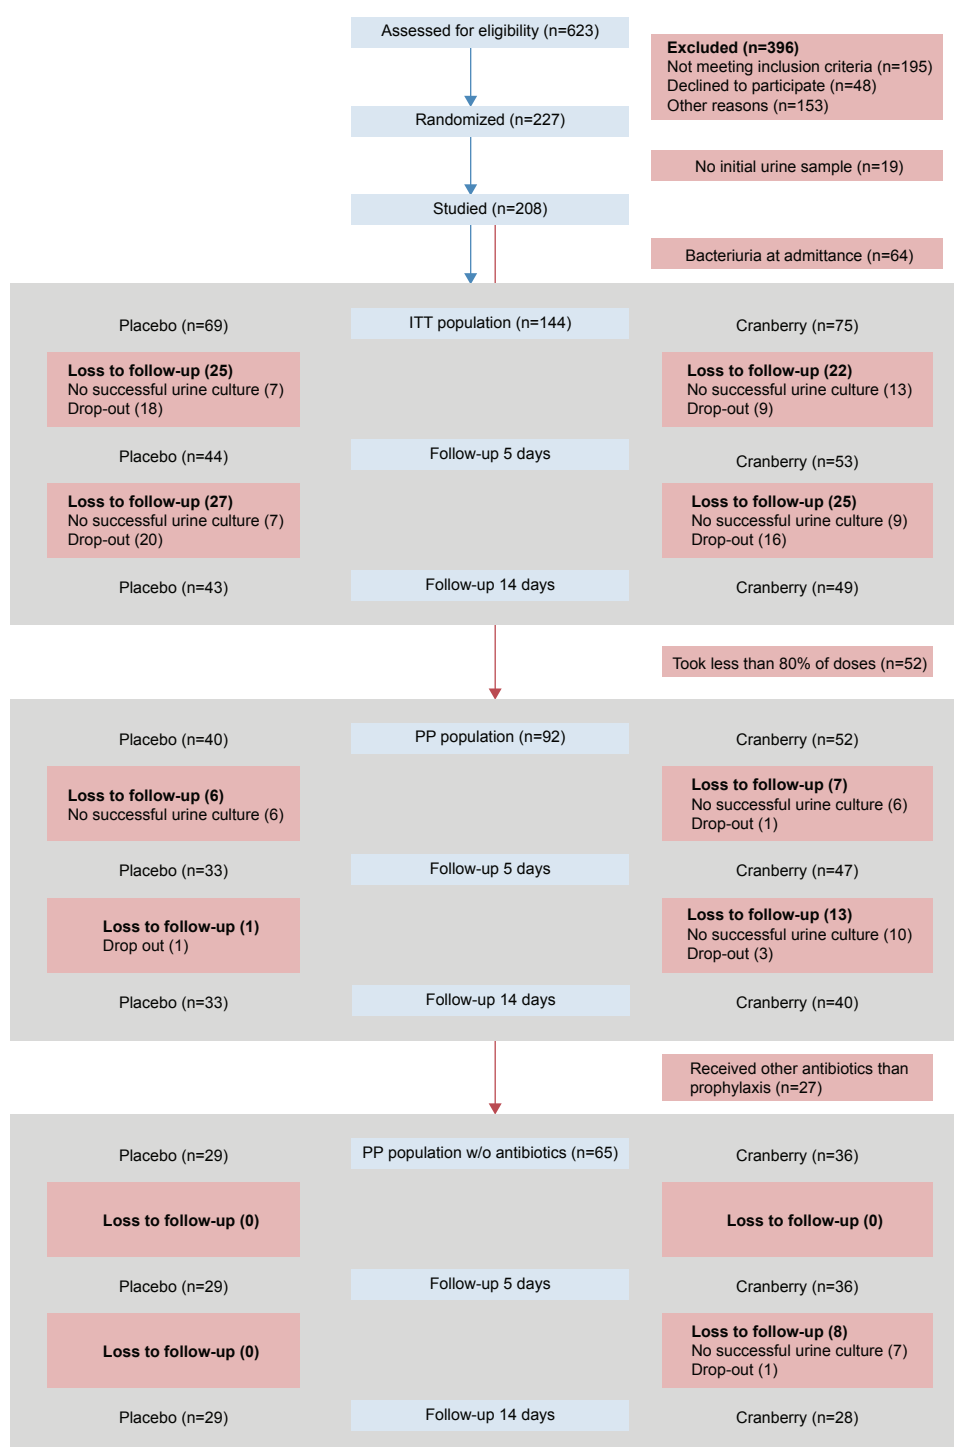 Assessed for eligibility (n=623)
Excluded (n=396)
Not meeting inclusion criteria (n=195)
Declined to participate (n=48)
Other reasons (n=153)
Randomized (n=227)
No initial urine sample (n=19)
Studied (n=208)
Bacteriuria at admittance (n=64)
Placebo (n=69)
ITT population (n=144)
Cranberry (n=75)
Loss to follow-up (25)
No successful urine culture (7)
Drop-out (18)
Loss to follow-up (22)
No successful urine culture (13)
Drop-out (9)
Placebo (n=44)
Follow-up 5 days
Cranberry (n=53)
Loss to follow-up (27)
No successful urine culture (7)
Drop-out (20)
Loss to follow-up (25)
No successful urine culture (9)
Drop-out (16)
Placebo (n=43)
Follow-up 14 days
Cranberry (n=49)
Took less than 80% of doses (n=52)
Placebo (n=40)
PP population (n=92)
Cranberry (n=52)
Loss to follow-up (6)
No successful urine culture (6)
Loss to follow-up (7)
No successful urine culture (6)
Drop-out (1)
Placebo (n=33)
Follow-up 5 days
Cranberry (n=47)
Loss to follow-up (1)
Drop out (1)
Loss to follow-up (13)
No successful urine culture (10)
Drop-out (3)
Placebo (n=33)
Follow-up 14 days
Cranberry (n=40)
Received other antibiotics than
prophylaxis (n=27)
Placebo (n=29)
PP population w/o antibiotics (n=65)
Cranberry (n=36)
Loss to follow-up (0)
Loss to follow-up (0)
Placebo (n=29)
Follow-up 5 days
Cranberry (n=36)
Loss to follow-up (0)
Loss to follow-up (8)
No successful urine culture (7)
Drop-out (1)
Placebo (n=29)
Follow-up 14 days
Cranberry (n=28)